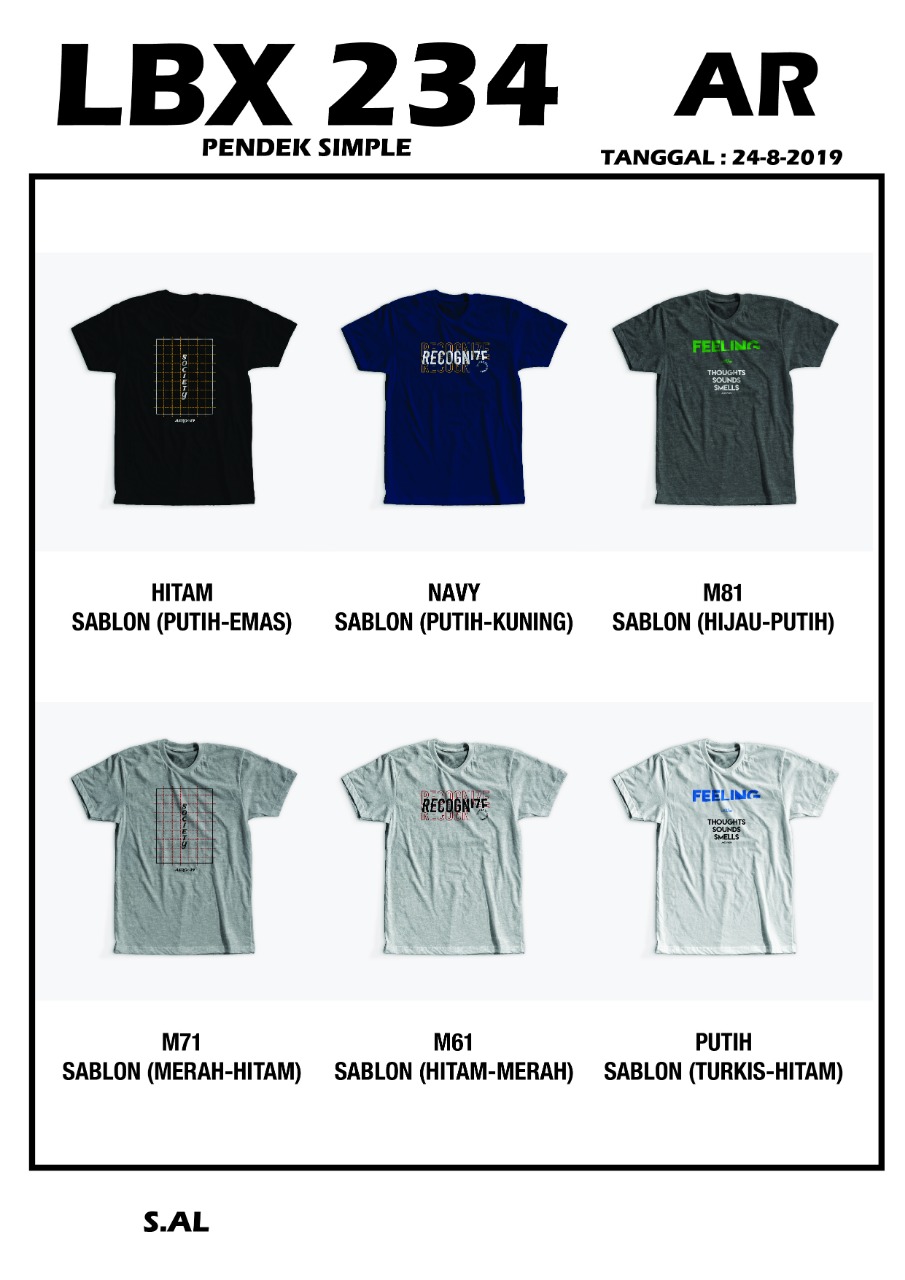 LBX 234
AR
PENDEK SIMPLE
TANGGAL : 24-8-2019
SOCIETY
RECOGNIZE
RECOGNIZE
FEELING
THOUGHTS
SOUNDS
SMELLS
HITAM
NAVY
M81
SABLON (PUTIH-EMAS)
SABLON (PUTIH-KUNING)
SABLON (HIJAU-PUTIH)
SOCIETY
RECOGNIZE
RECOGNIZE
FEELING
THOUGHTS
SOUNDS
SMELLS
M71
M61
PUTIH
SABLON (MERAH-HITAM)
SABLON (HITAM-MERAH)
SABLON (TURKIS-HITAM)
S.AL